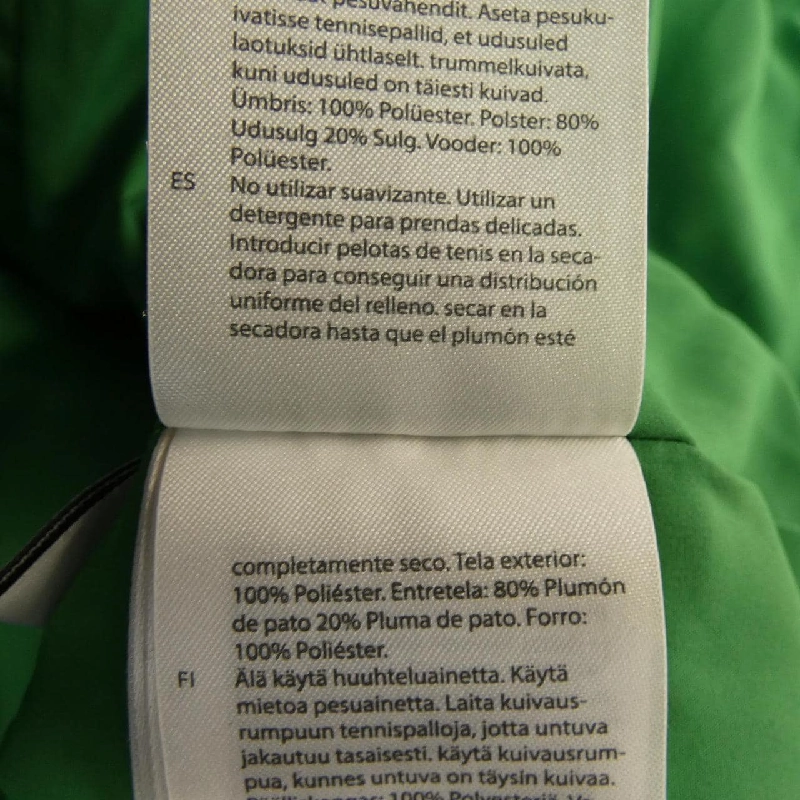 pesuvahendit. Aseta pesuku-
ivatisse tennisepallid, et udusuled
laotuksid ühtlaselt. trummelkuivata,
kuni udusuled on täiesti kuivad.
Ümbris: 100% Polüester. Polster: 80%
Udusulg 20% Sulg. Vooder: 100%
Polüester.
ES No utilizar suavizante. Utilizar un
detergente para prendas delicadas.
Introducir pelotas de tenis en la seca-
dora para conseguir una distribución
uniforme del relleno. secar en la
secadora hasta que el plumón esté
completamente seco. Tela exterior:
100% Poliéster. Entretela: 80% Plumón
de pato 20% Pluma de pato. Forro:
100% Poliéster.
FI Älä käytä huuhteluainetta. Käytä
mietoa pesuainetta. Laita kuivaus-
rumpuun tennispalloja, jotta untuva
jakautuu tasaisesti. käytä kuivausrum-
pua, kunnes untuva on täysin kuivaa.
100%